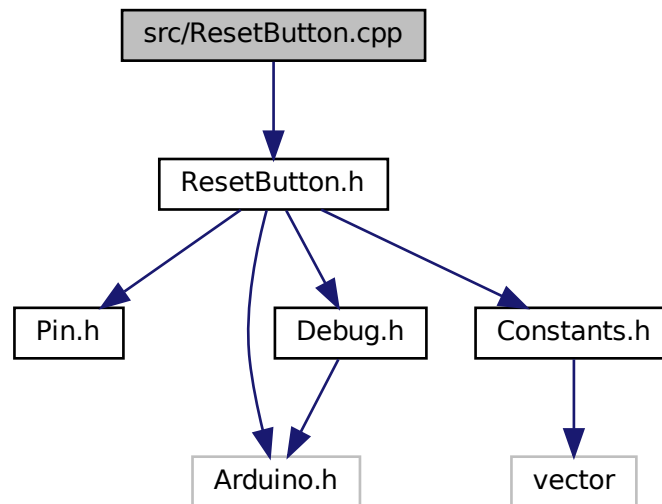 src/ResetButton.cpp
ResetButton.h
Pin.h
Debug.h
Constants.h
Arduino.h
vector